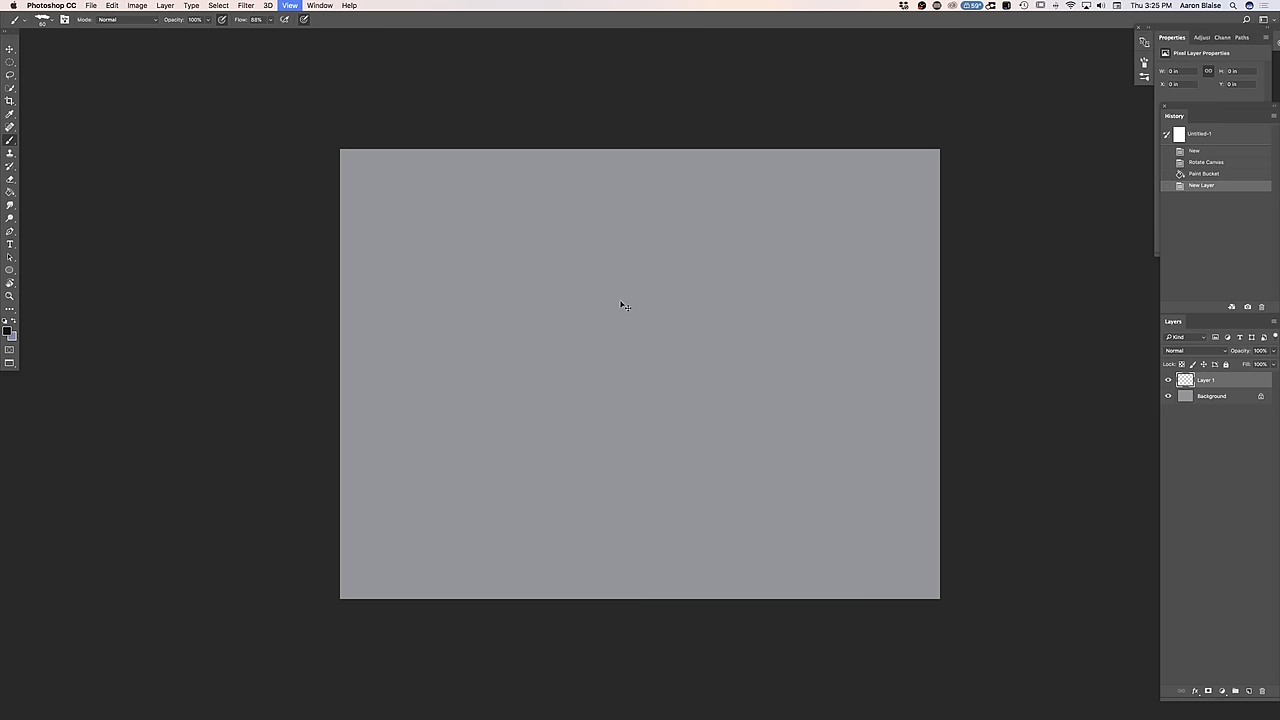 Photoshop CC File Edit Image Layer Type Select Filter 3D View Window Help 59° Thu 3:25 PM Aaron Blaise
60 Mode: Normal Opacity: 100% Flow: 88%
Properties Adjust Chann Paths
Pixel Layer Properties
W: 0 in H: 0 in
X: 0 in Y: 0 in
History
Untitled-1
New
Rotate Canvas
Paint Bucket
New Layer
Layers
Kind
Normal Opacity: 100%
Lock: Fill: 100%
Layer 1
Background